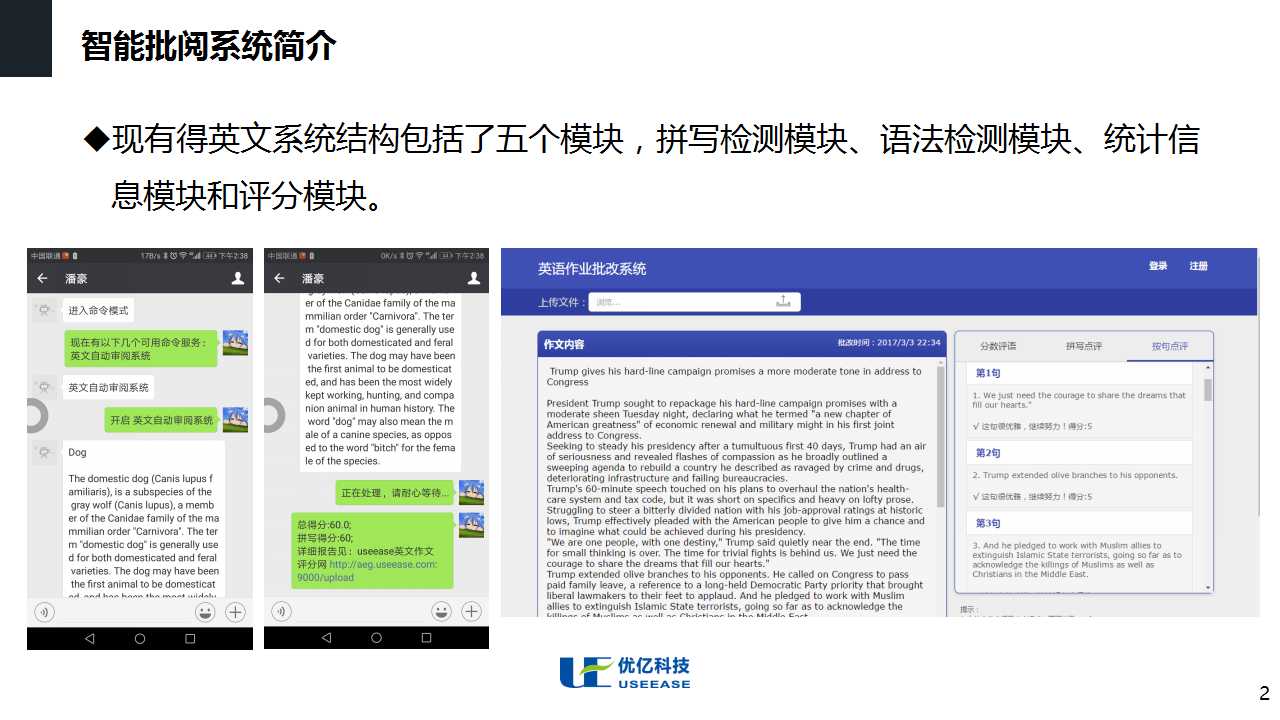 智能批阅系统简介
◆现有得英文系统结构包括了五个模块，拼写检测模块、语法检测模块、统计信
息模块和评分模块。
中国联通 17B/s 下午2:38
潘豪
进入命令模式
现在有以下几个可用命令服务:
英文自动审阅系统
英文自动审阅系统
开启 英文自动审阅系统
Dog
The domestic dog (Canis lupus f
amiliaris), is a subspecies of the
gray wolf (Canis lupus), a memb
er of the Canidae family of the ma
mmilian order "Carnivora". The ter
m "domestic dog" is generally use
d for both domesticated and feral
varieties. The dog may have been
the first animal to be domesticat
ed, and has been the most widely
中国联通 0K/s 下午2:38
潘豪
er of the Canidae family of the ma
mmilian order "Carnivora". The ter
m "domestic dog" is generally use
d for both domesticated and feral
varieties. The dog may have been
the first animal to be domesticat
ed, and has been the most widely
kept working, hunting, and compa
nion animal in human history. The
word "dog" may also mean the m
ale of a canine species, as oppos
ed to the word "bitch" for the fema
le of the species.
正在处理，请耐心等待...
总得分:60.0;
拼写得分:60;
详细报告见：useease英文作文
评分网 http://aeg.useease.com:
9000/upload
英语作业批改系统
登录 注册
上传文件： 浏览...
作文内容 批改时间：2017/3/3 22:34
Trump gives his hard-line campaign promises a more moderate tone in address to
Congress
President Trump sought to repackage his hard-line campaign promises with a
moderate sheen Tuesday night, declaring what he termed "a new chapter of
American greatness" of economic renewal and military might in his first joint
address to Congress.
Seeking to steady his presidency after a tumultuous first 40 days, Trump had an air
of seriousness and revealed flashes of compassion as he broadly outlined a
sweeping agenda to rebuild a country he described as ravaged by crime and drugs,
deteriorating infrastructure and failing bureaucracies.
Trump's 60-minute speech touched on his plans to overhaul the nation's health-
care system and tax code, but it was short on specifics and heavy on lofty prose.
Struggling to steer a bitterly divided nation with his job-approval ratings at historic
lows, Trump effectively pleaded with the American people to give him a chance and
to imagine what could be achieved during his presidency.
"We are one people, with one destiny," Trump said quietly near the end. "The time
for small thinking is over. The time for trivial fights is behind us. We just need the
courage to share the dreams that fill our hearts."
Trump extended olive branches to his opponents. He called on Congress to pass
paid family leave, a reference to a long-held Democratic Party priority that brought
liberal lawmakers to their feet to applaud. And he pledged to work with Muslim
allies to extinguish Islamic State terrorists, going so far as to acknowledge the
killings of Muslims as well as Christians in the Middle East.
分数评语 拼写点评 按句点评
第1句
1. We just need the courage to share the dreams that
fill our hearts."
√ 这句很优雅，继续努力！得分:5
第2句
2. Trump extended olive branches to his opponents.
√ 这句很优雅，继续努力！得分:5
第3句
3. And he pledged to work with Muslim allies to
extinguish Islamic State terrorists, going so far as to
acknowledge the killings of Muslims as well as
Christians in the Middle East.
提示：
优亿科技
USEEASE
2